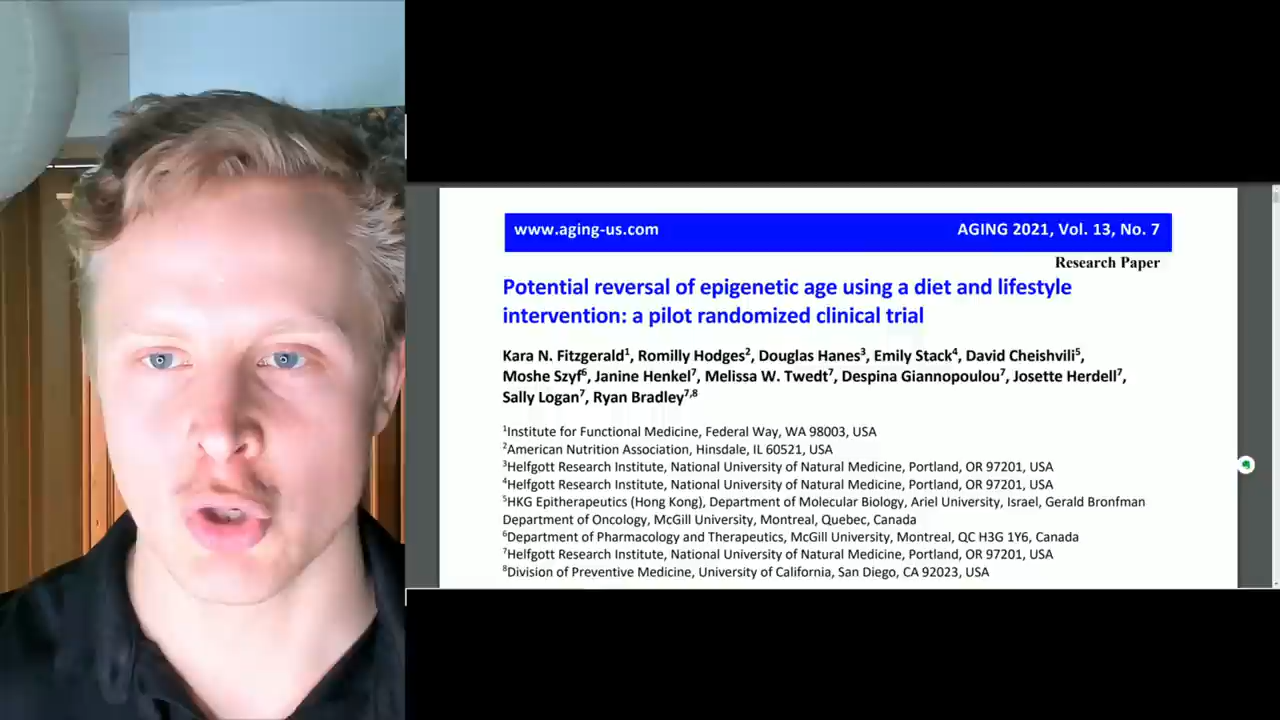 www.aging-us.com AGING 2021, Vol. 13, No. 7
Research Paper
Potential reversal of epigenetic age using a diet and lifestyle
intervention: a pilot randomized clinical trial
Kara N. Fitzgerald1, Romilly Hodges2, Douglas Hanes3, Emily Stack4, David Cheishvili5,
Moshe Szyf6, Janine Henkel7, Melissa W. Twedt7, Despina Giannopoulou7, Josette Herdell7,
Sally Logan7, Ryan Bradley7,8
1Institute for Functional Medicine, Federal Way, WA 98003, USA
2American Nutrition Association, Hinsdale, IL 60521, USA
3Helfgott Research Institute, National University of Natural Medicine, Portland, OR 97201, USA
4Helfgott Research Institute, National University of Natural Medicine, Portland, OR 97201, USA
5HKG Epitherapeutics (Hong Kong), Department of Molecular Biology, Ariel University, Israel, Gerald Bronfman
Department of Oncology, McGill University, Montreal, Quebec, Canada
6Department of Pharmacology and Therapeutics, McGill University, Montreal, QC H3G 1Y6, Canada
7Helfgott Research Institute, National University of Natural Medicine, Portland, OR 97201, USA
8Division of Preventive Medicine, University of California, San Diego, CA 92023, USA